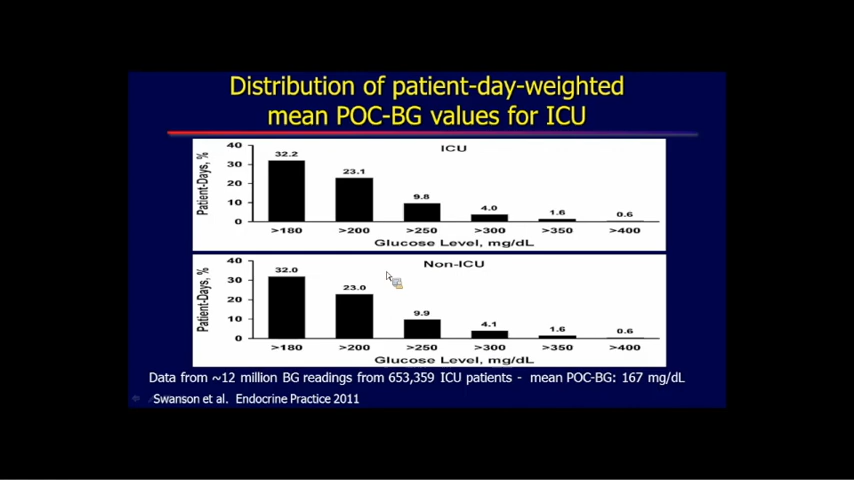 Distribution of patient-day-weighted
mean POC-BG values for ICU
ICU
Patient-Days, %
40
30
20
10
0
32.2
23.1
9.8
4.0
1.6
0.6
>180 >200 >250 >300 >350 >400
Glucose Level, mg/dL
Non-ICU
Patient-Days, %
40
30
20
10
0
32.0
23.0
9.9
4.1
1.6
0.6
>180 >200 >250 >300 >350 >400
Glucose Level, mg/dL
Data from ~12 million BG readings from 653,359 ICU patients - mean POC-BG: 167 mg/dL
Swanson et al. Endocrine Practice 2011